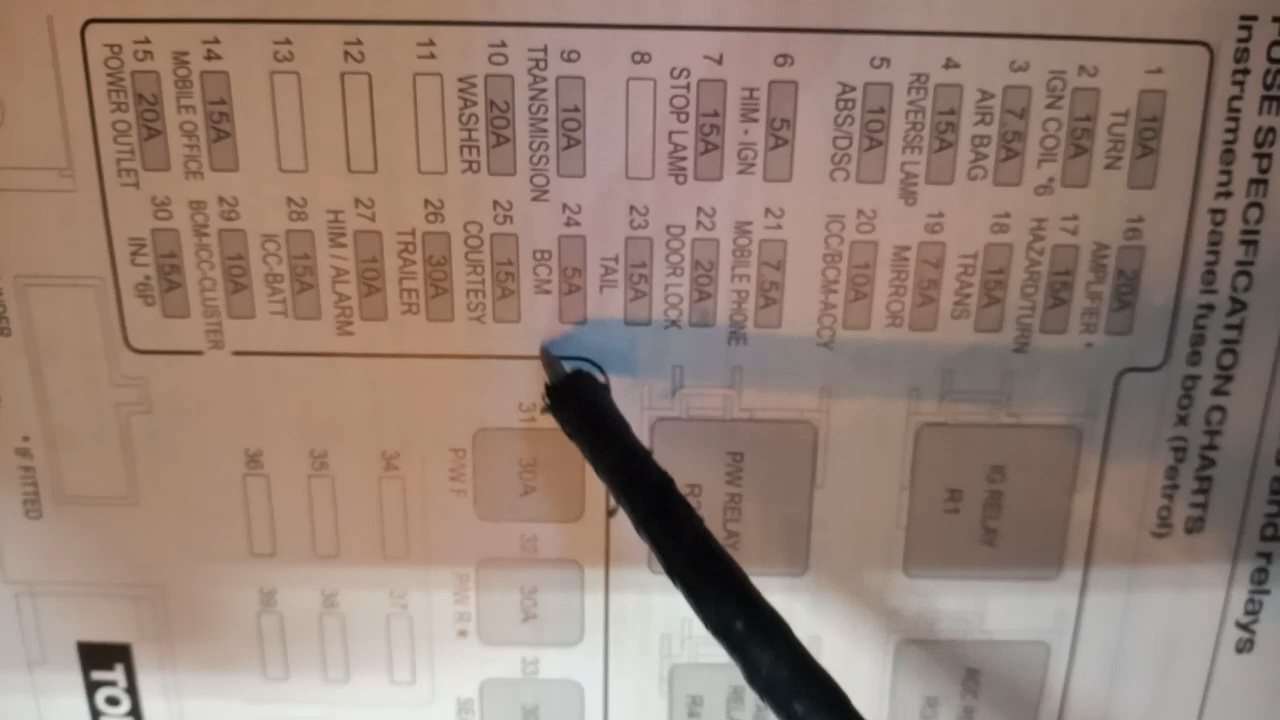 FUSE SPECIFICATION CHARTS
Instrument panel fuse box (Petrol)
and relays
1 10A TURN
2 15A IGN COIL *6
3 7.5A AIR BAG
4 15A REVERSE LAMP
5 10A ABS/DSC
6 5A HIM - IGN
7 15A STOP LAMP
8
9 10A TRANSMISSION
10 20A WASHER
11
12
13
14 15A MOBILE OFFICE
15 20A POWER OUTLET
16 20A AMPLIFIER *
17 15A HAZARD/TURN
18 15A TRANS
19 7.5A MIRROR
20 10A ICC/BCM-ACCY
21 7.5A MOBILE PHONE
22 20A DOOR LOCK
23 15A TAIL
24 5A BCM
25 15A COURTESY
26 30A TRAILER
27 10A HIM / ALARM
28 15A ICC-BATT
29 10A BCM-ICC-CLUSTER
30 15A INJ *6P
IG RELAY
R1
P/W RELAY
R4
31 30A P/W F
32 30A P/W R *
33
34
35
36
37
38
39
* IF FITTED